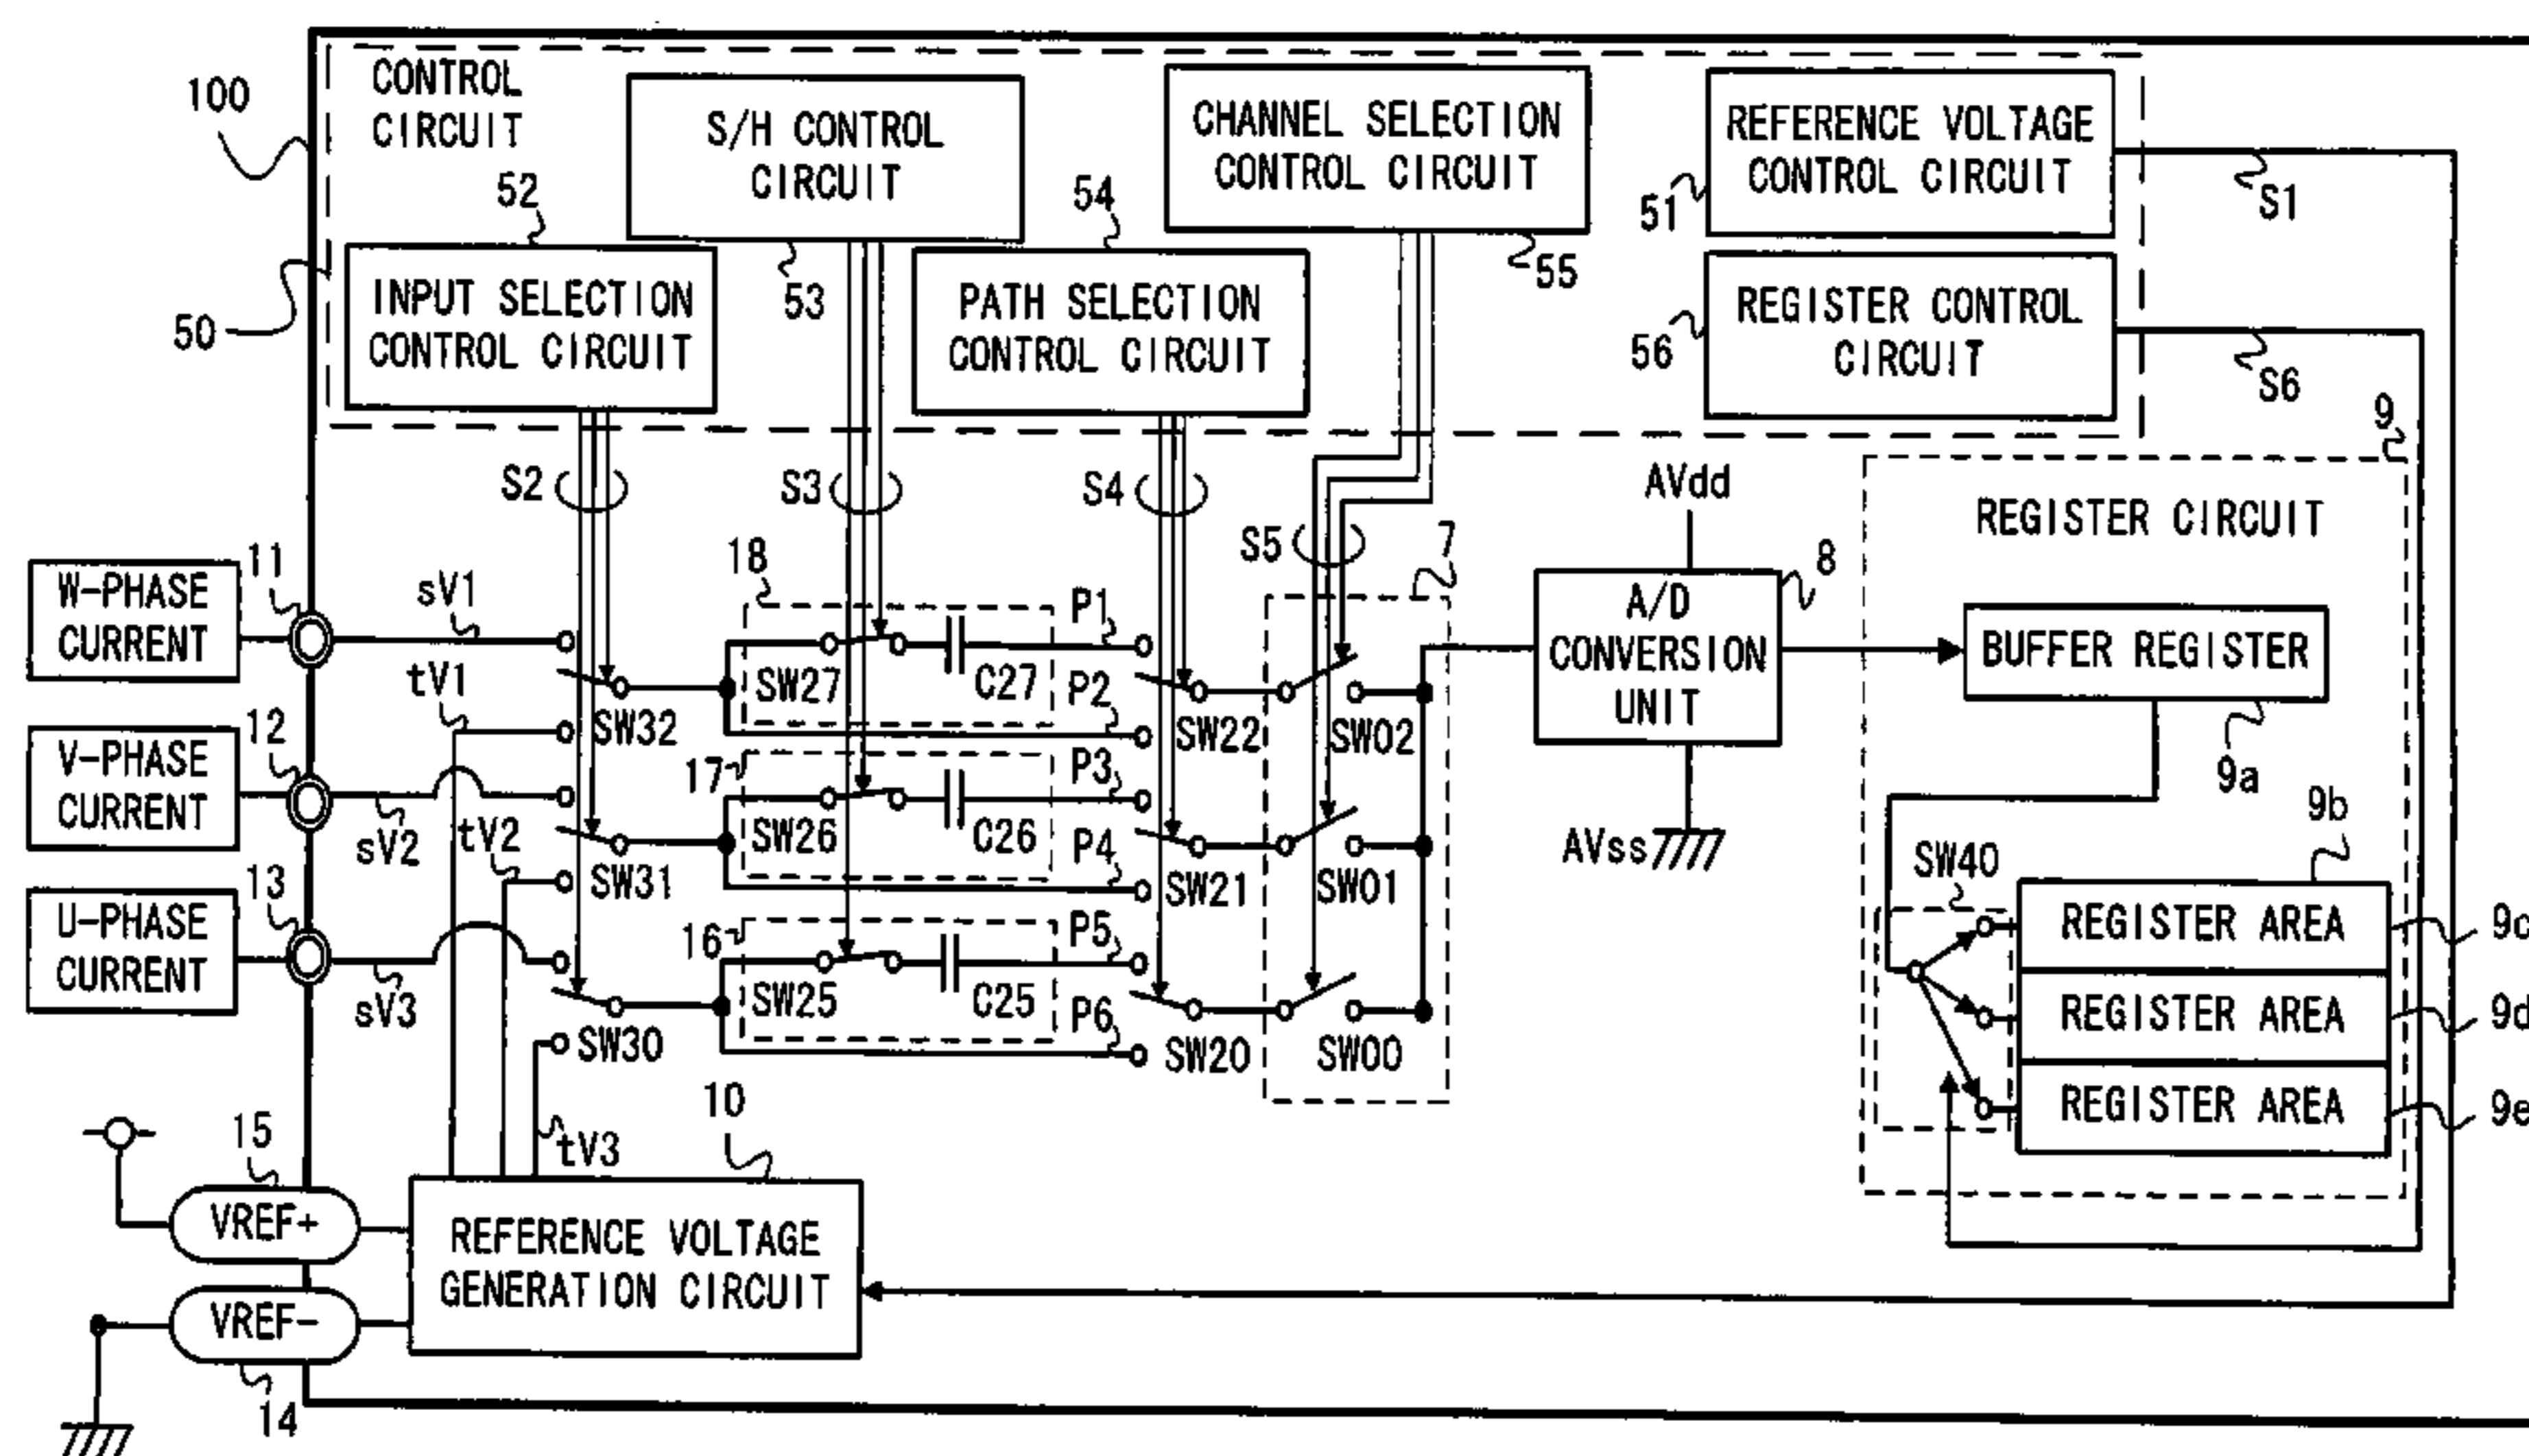 100
CONTROL
CIRCUIT
S/H CONTROL
CIRCUIT
53
CHANNEL SELECTION
CONTROL CIRCUIT
55
REFERENCE VOLTAGE
CONTROL CIRCUIT
51
S1
52
INPUT SELECTION
CONTROL CIRCUIT
50
54
PATH SELECTION
CONTROL CIRCUIT
REGISTER CONTROL
CIRCUIT
56
S6
9
S2
S3
S4
S5
7
AVdd
8
A/D
CONVERSION
UNIT
AVss
REGISTER CIRCUIT
BUFFER REGISTER
9a
9b
SW40
REGISTER AREA
9c
REGISTER AREA
9d
REGISTER AREA
9e
W-PHASE
CURRENT
11
sV1
tV1
SW32
18
SW27
C27
P1
P2
SW22
SW02
V-PHASE
CURRENT
12
sV2
tV2
SW31
17
SW26
C26
P3
P4
SW21
SW01
U-PHASE
CURRENT
13
sV3
SW30
16
SW25
C25
P5
P6
SW20
SW00
tV3
10
15
VREF+
REFERENCE VOLTAGE
GENERATION CIRCUIT
VREF-
14